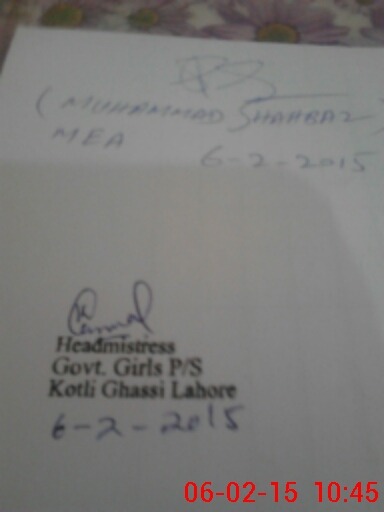 (MUHAMMAD SHAHBAZ)
MEA
6-2-2015
Headmistress
Govt. Girls P/S
Kotli Ghassi Lahore
6-2-2015
06-02-15 10:45